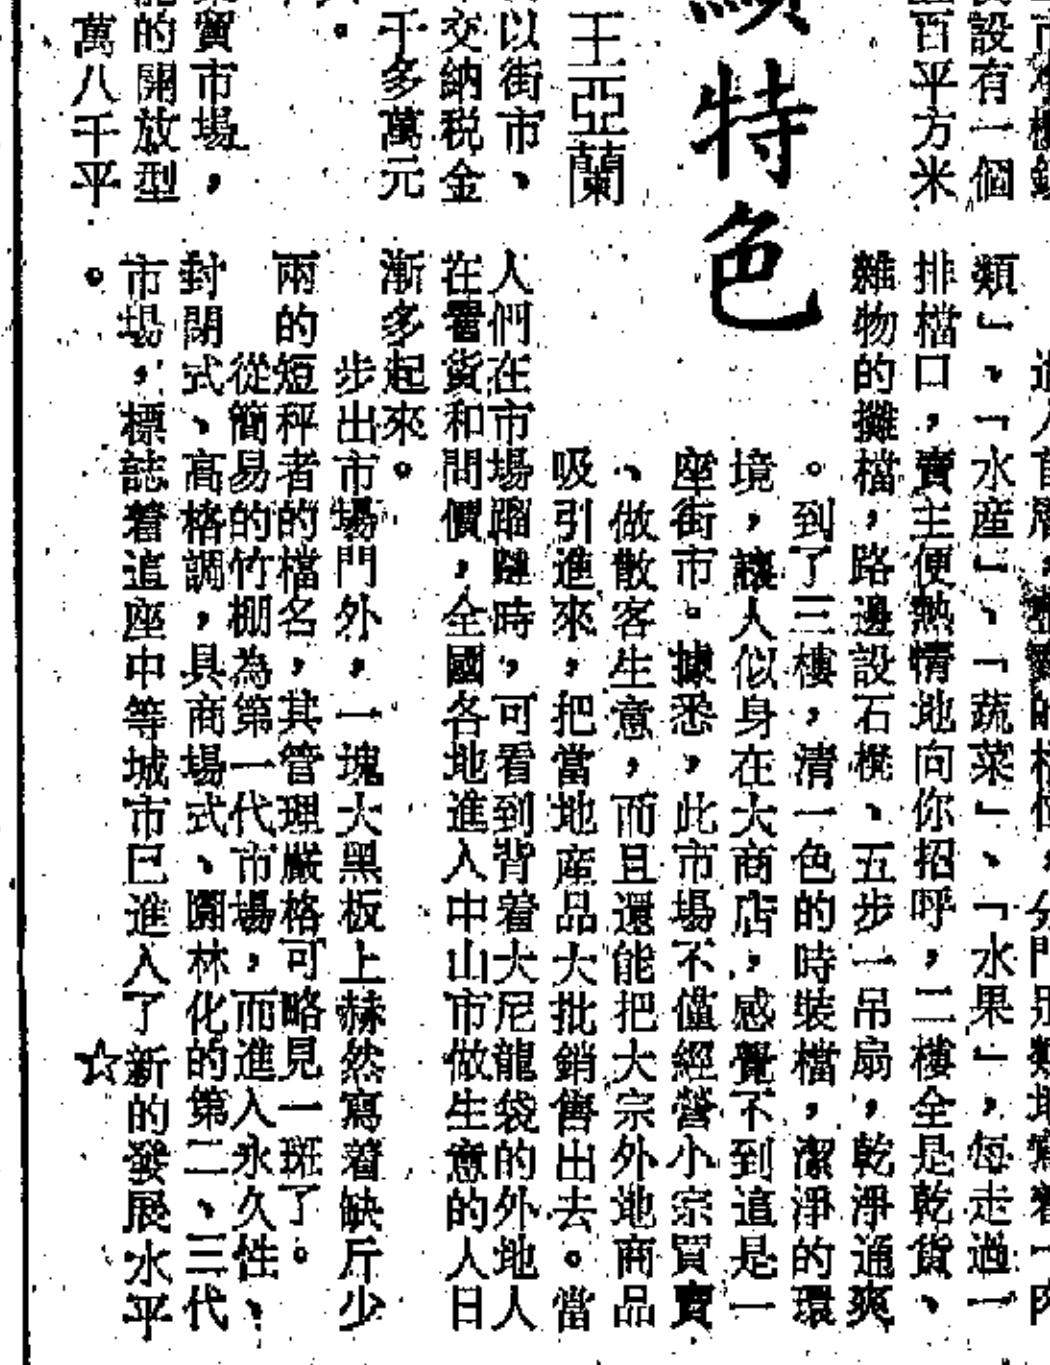 設有一個
百平方米
特色
王亞蘭
以街市、
交納税金
千多萬元
。
貿市場，
的開放型
萬八千平
類」、「水産」、「蔬菜」、「水果」，每走過一
排檔口，賣主便熱情地向你招呼，二樓全是乾貨、
雜物的攤檔，路邊設石櫈、五步一吊扇，乾淨通爽
。到了三樓，清一色的時裝檔，潔淨的環
境，讓人似身在大商店，感覺不到這是一
座街市。據悉，此市場不僅經營小宗買賣
、做散客生意，而且還能把大宗外地商品
吸引進來，把當地産品大批銷售出去。當
人們在市場蹓躂時，可看到背着大尼龍袋的外地人
在看貨和問價，全國各地進入中山市做生意的人日
漸多起來。
步出市場門外，一塊大黑板上赫然寫着缺斤少
兩的短秤者的檔名，其管理嚴格可略見一斑了。
從簡易的竹棚為第一代市場，而進入永久性、
封閉式、高格調，具商場式、園林化的第二、三代
市場，標誌着這座中等城市已進入了新的發展水平
。☆